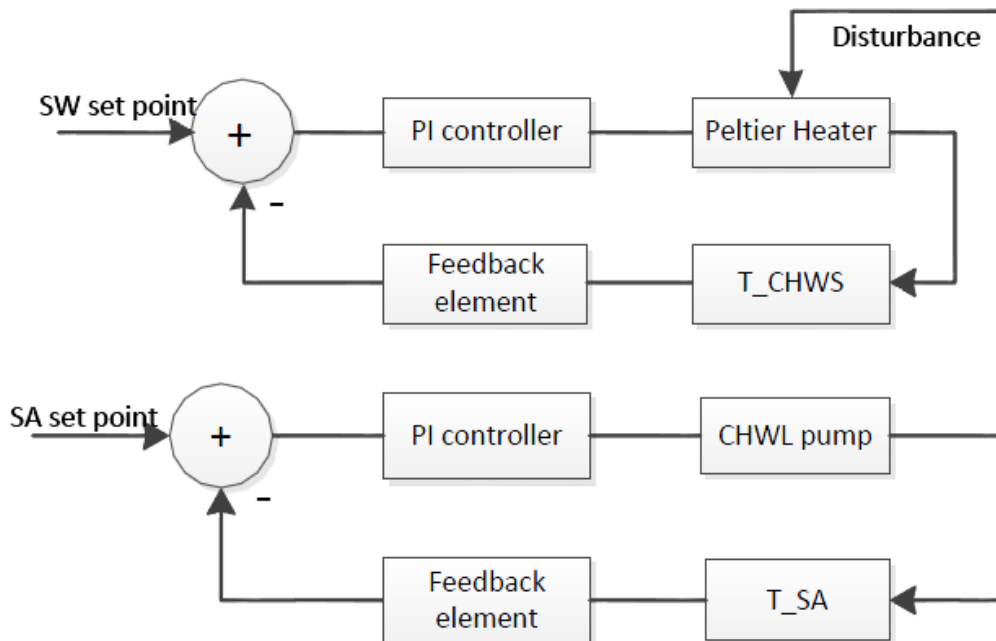 Disturbance
SW set point
+
PI controller
Peltier Heater
-
Feedback
element
T_CHWS
SA set point
+
PI controller
CHWL pump
-
Feedback
element
T_SA